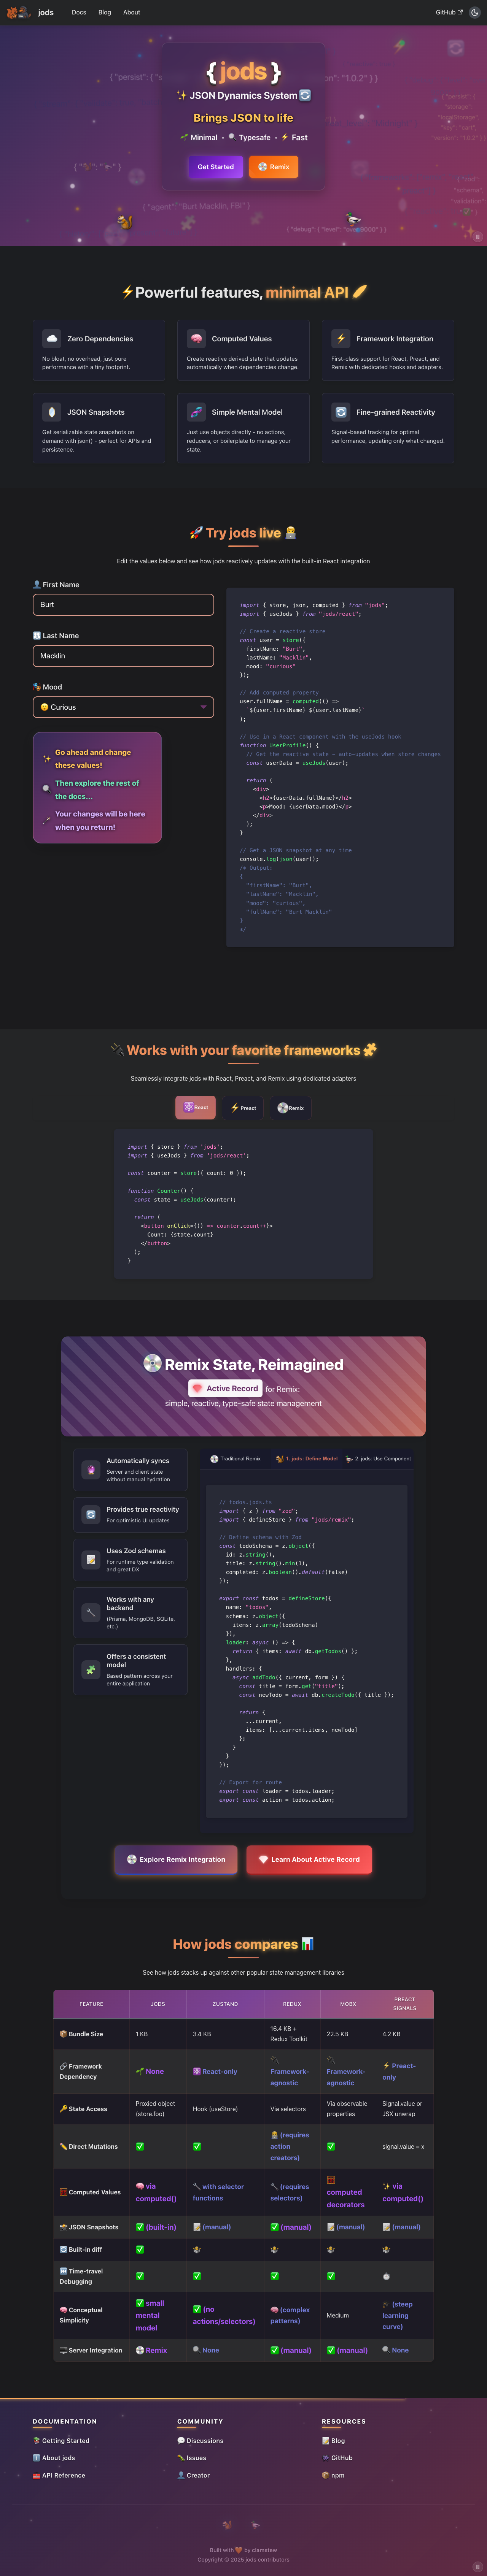 jods
Docs
Blog
About
GitHub
{ jods }
JSON Dynamics System
Brings JSON to life
Minimal • Typesafe • Fast
Get Started
Remix
Powerful features, minimal API
Zero Dependencies
No bloat, no overhead, just pure
performance with a tiny footprint.
Computed Values
Create reactive derived state that updates
automatically when dependencies change.
Framework Integration
First-class support for React, Preact, and
Remix with dedicated hooks and adapters.
JSON Snapshots
Get serializable state snapshots on
demand with json() - perfect for APIs and
persistence.
Simple Mental Model
Just use objects directly - no actions,
reducers, or boilerplate to manage your
state.
Fine-grained Reactivity
Signal-based tracking for optimal
performance, updating only what changed.
Try jods live
Edit the values below and see how jods reactively updates with the built-in React integration
First Name
Burt
Last Name
Macklin
Mood
Curious
Go ahead and change
these values!
Then explore the rest of
the docs...
Your changes will be here
when you return!
import { store, json, computed } from "jods";
import { useJods } from "jods/react";
// Create a reactive store
const user = store({
firstName: "Burt",
lastName: "Macklin",
mood: "curious"
});
// Add computed property
user.fullName = computed(() =>
`${user.firstName} ${user.lastName}`
);
// Use in a React component with the useJods hook
function UserProfile() {
// Get the reactive state - auto-updates when store changes
const userData = useJods(user);
return (
<div>
<h2>{userData.fullName}</h2>
<p>Mood: {userData.mood}</p>
</div>
);
}
// Get a JSON snapshot at any time
console.log(json(user));
/* Output:
{
"firstName": "Burt",
"lastName": "Macklin",
"mood": "curious",
"fullName": "Burt Macklin"
}
*/
Works with your favorite frameworks
Seamlessly integrate jods with React, Preact, and Remix using dedicated adapters
React
Preact
Remix
import { store } from 'jods';
import { useJods } from 'jods/react';
const counter = store({ count: 0 });
function Counter() {
const state = useJods(counter);
return (
<button onClick={() => counter.count++}>
Count: {state.count}
</button>
);
}
Remix State, Reimagined
Active Record for Remix:
simple, reactive, type-safe state management
Automatically syncs
Server and client state
without manual hydration
Provides true reactivity
For optimistic UI updates
Uses Zod schemas
For runtime type validation
and great DX
Works with any
backend
(Prisma, MongoDB, SQLite,
etc.)
Offers a consistent
model
Based pattern across your
entire application
Traditional Remix
1. jods: Define Model
2. jods: Use Component
// todos.jods.ts
import { z } from "zod";
import { defineStore } from "jods/remix";
// Define schema with Zod
const todoSchema = z.object({
id: z.string(),
title: z.string().min(1),
completed: z.boolean().default(false)
});
export const todos = defineStore({
name: "todos",
schema: z.object({
items: z.array(todoSchema)
}),
loader: async () => {
return { items: await db.getTodos() };
},
handlers: {
async addTodo({ current, form }) {
const title = form.get("title");
const newTodo = await db.createTodo({ title });
return {
...current,
items: [...current.items, newTodo]
};
}
}
});
// Export for route
export const loader = todos.loader;
export const action = todos.action;
Explore Remix Integration
Learn About Active Record
How jods compares
See how jods stacks up against other popular state management libraries
FEATURE JODS ZUSTAND REDUX MOBX PREACT SIGNALS
Bundle Size 1 KB 3.4 KB 16.4 KB + Redux Toolkit 22.5 KB 4.2 KB
Framework Dependency None React-only Framework-agnostic Framework-agnostic Preact-only
State Access Proxied object (store.foo) Hook (useStore) Via selectors Via observable properties Signal.value or JSX unwrap
Direct Mutations ✅ ✅ (requires action creators) ✅ signal.value = x
Computed Values via computed() with selector functions (requires selectors) computed decorators via computed()
JSON Snapshots ✅ (built-in) (manual) ✅ (manual) (manual) (manual)
Built-in diff ✅
Time-travel Debugging ✅ ✅ ✅ ✅
Conceptual Simplicity ✅ small mental model ✅ (no actions/selectors) (complex patterns) Medium (steep learning curve)
Server Integration Remix None ✅ (manual) ✅ (manual) None
DOCUMENTATION
Getting Started
About jods
API Reference
COMMUNITY
Discussions
Issues
Creator
RESOURCES
Blog
GitHub
npm
Built with by clamstew
Copyright © 2025 jods contributors